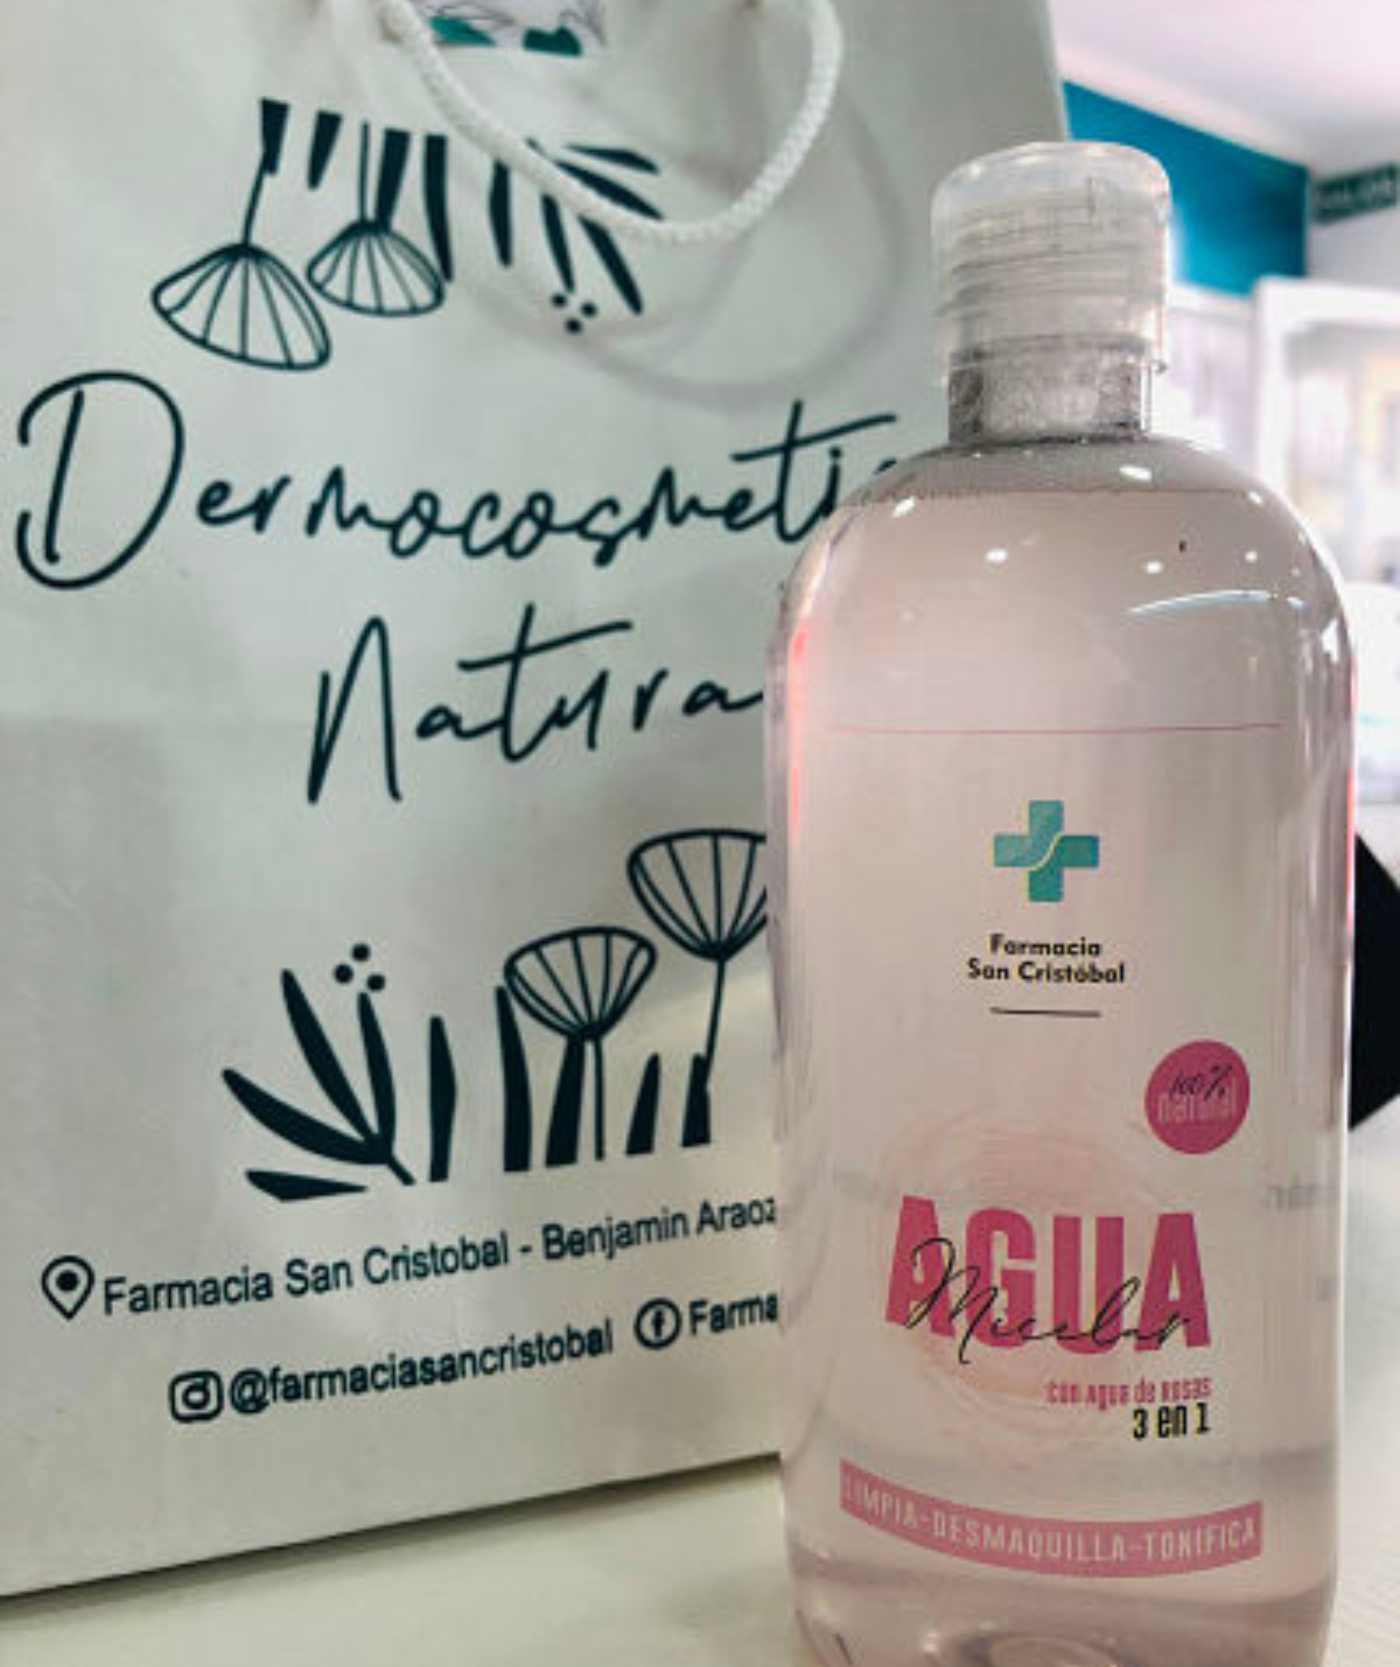 Dermocosmetic
Natura
Farmacia San Cristobal - Benjamin Araoz
@farmaciasancristobal
Farma
Farmacia
San Cristóbal
100%
natural
AGUA
Micelar
con Agua de Rosas
3 en 1
LIMPIA-DESMAQUILLA-TONIFICA